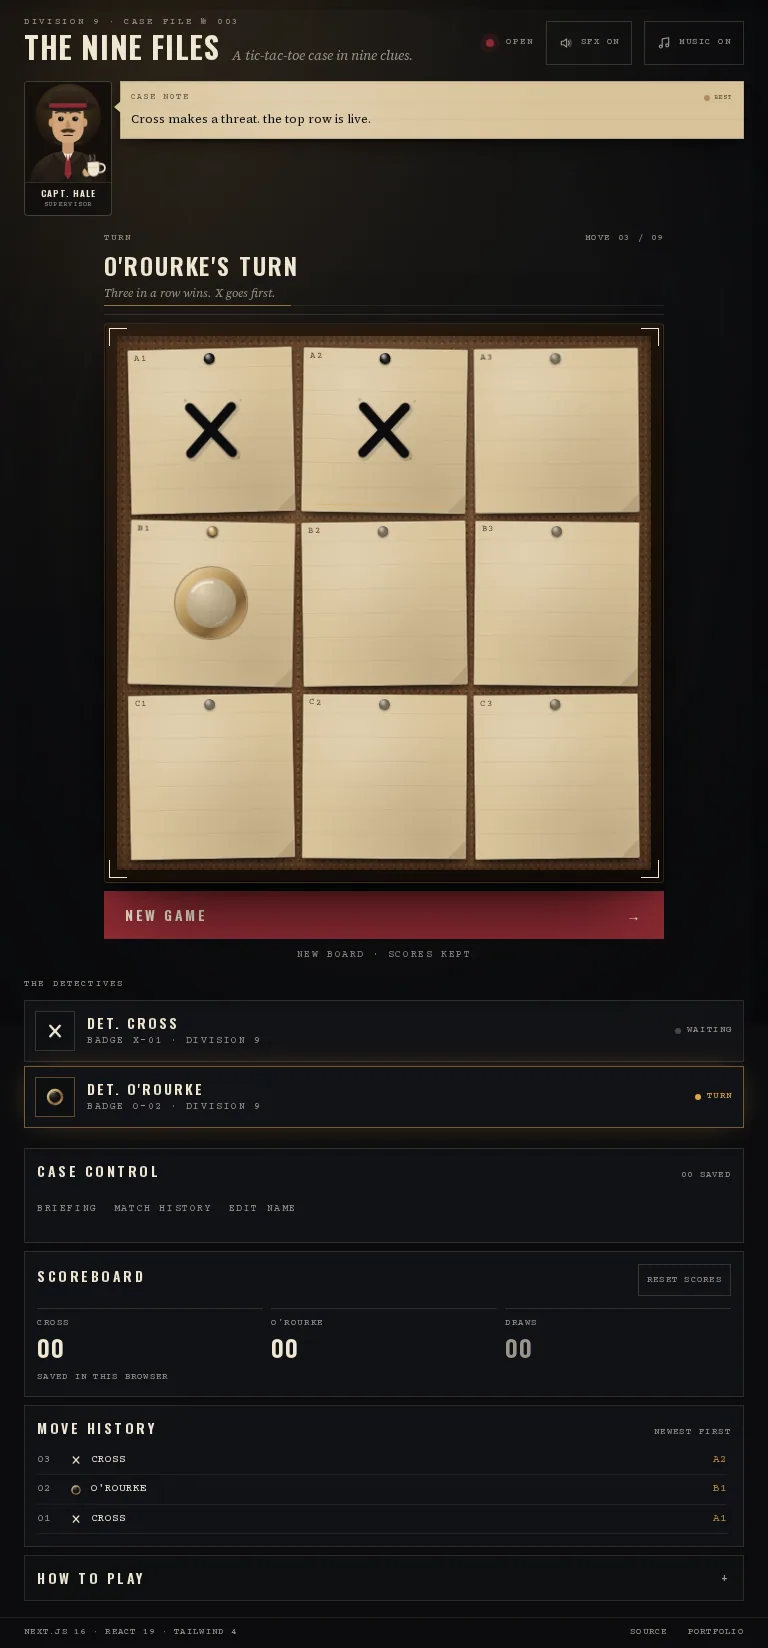 DIVISION 9 · CASE FILE № 003
THE NINE FILES
A tic-tac-toe case in nine clues.
OPEN
SFX ON
MUSIC ON
CASE NOTE
REST
Cross makes a threat. the top row is live.
CAPT. HALE
SUPERVISOR
TURN
MOVE 03 / 09
O'ROURKE'S TURN
Three in a row wins. X goes first.
A1
A2
A3
B1
B2
B3
C1
C2
C3
NEW GAME →
NEW BOARD · SCORES KEPT
THE DETECTIVES
DET. CROSS
BADGE X-01 · DIVISION 9
WAITING
DET. O'ROURKE
BADGE O-02 · DIVISION 9
TURN
CASE CONTROL
00 SAVED
BRIEFING MATCH HISTORY EDIT NAME
SCOREBOARD
RESET SCORES
CROSS O'ROURKE DRAWS
00 00 00
SAVED IN THIS BROWSER
MOVE HISTORY
NEWEST FIRST
03 CROSS A2
02 O'ROURKE B1
01 CROSS A1
HOW TO PLAY +
NEXT.JS 16 · REACT 19 · TAILWIND 4
SOURCE PORTFOLIO